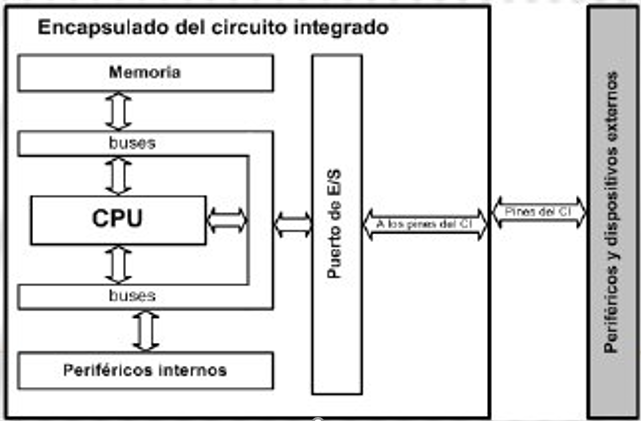 Encapsulado del circuito integrado
Memoria
buses
CPU
buses
Periféricos internos
Puerto de E/S
A los pines del CI
Pines del CI
Periféricos y dispositivos externos